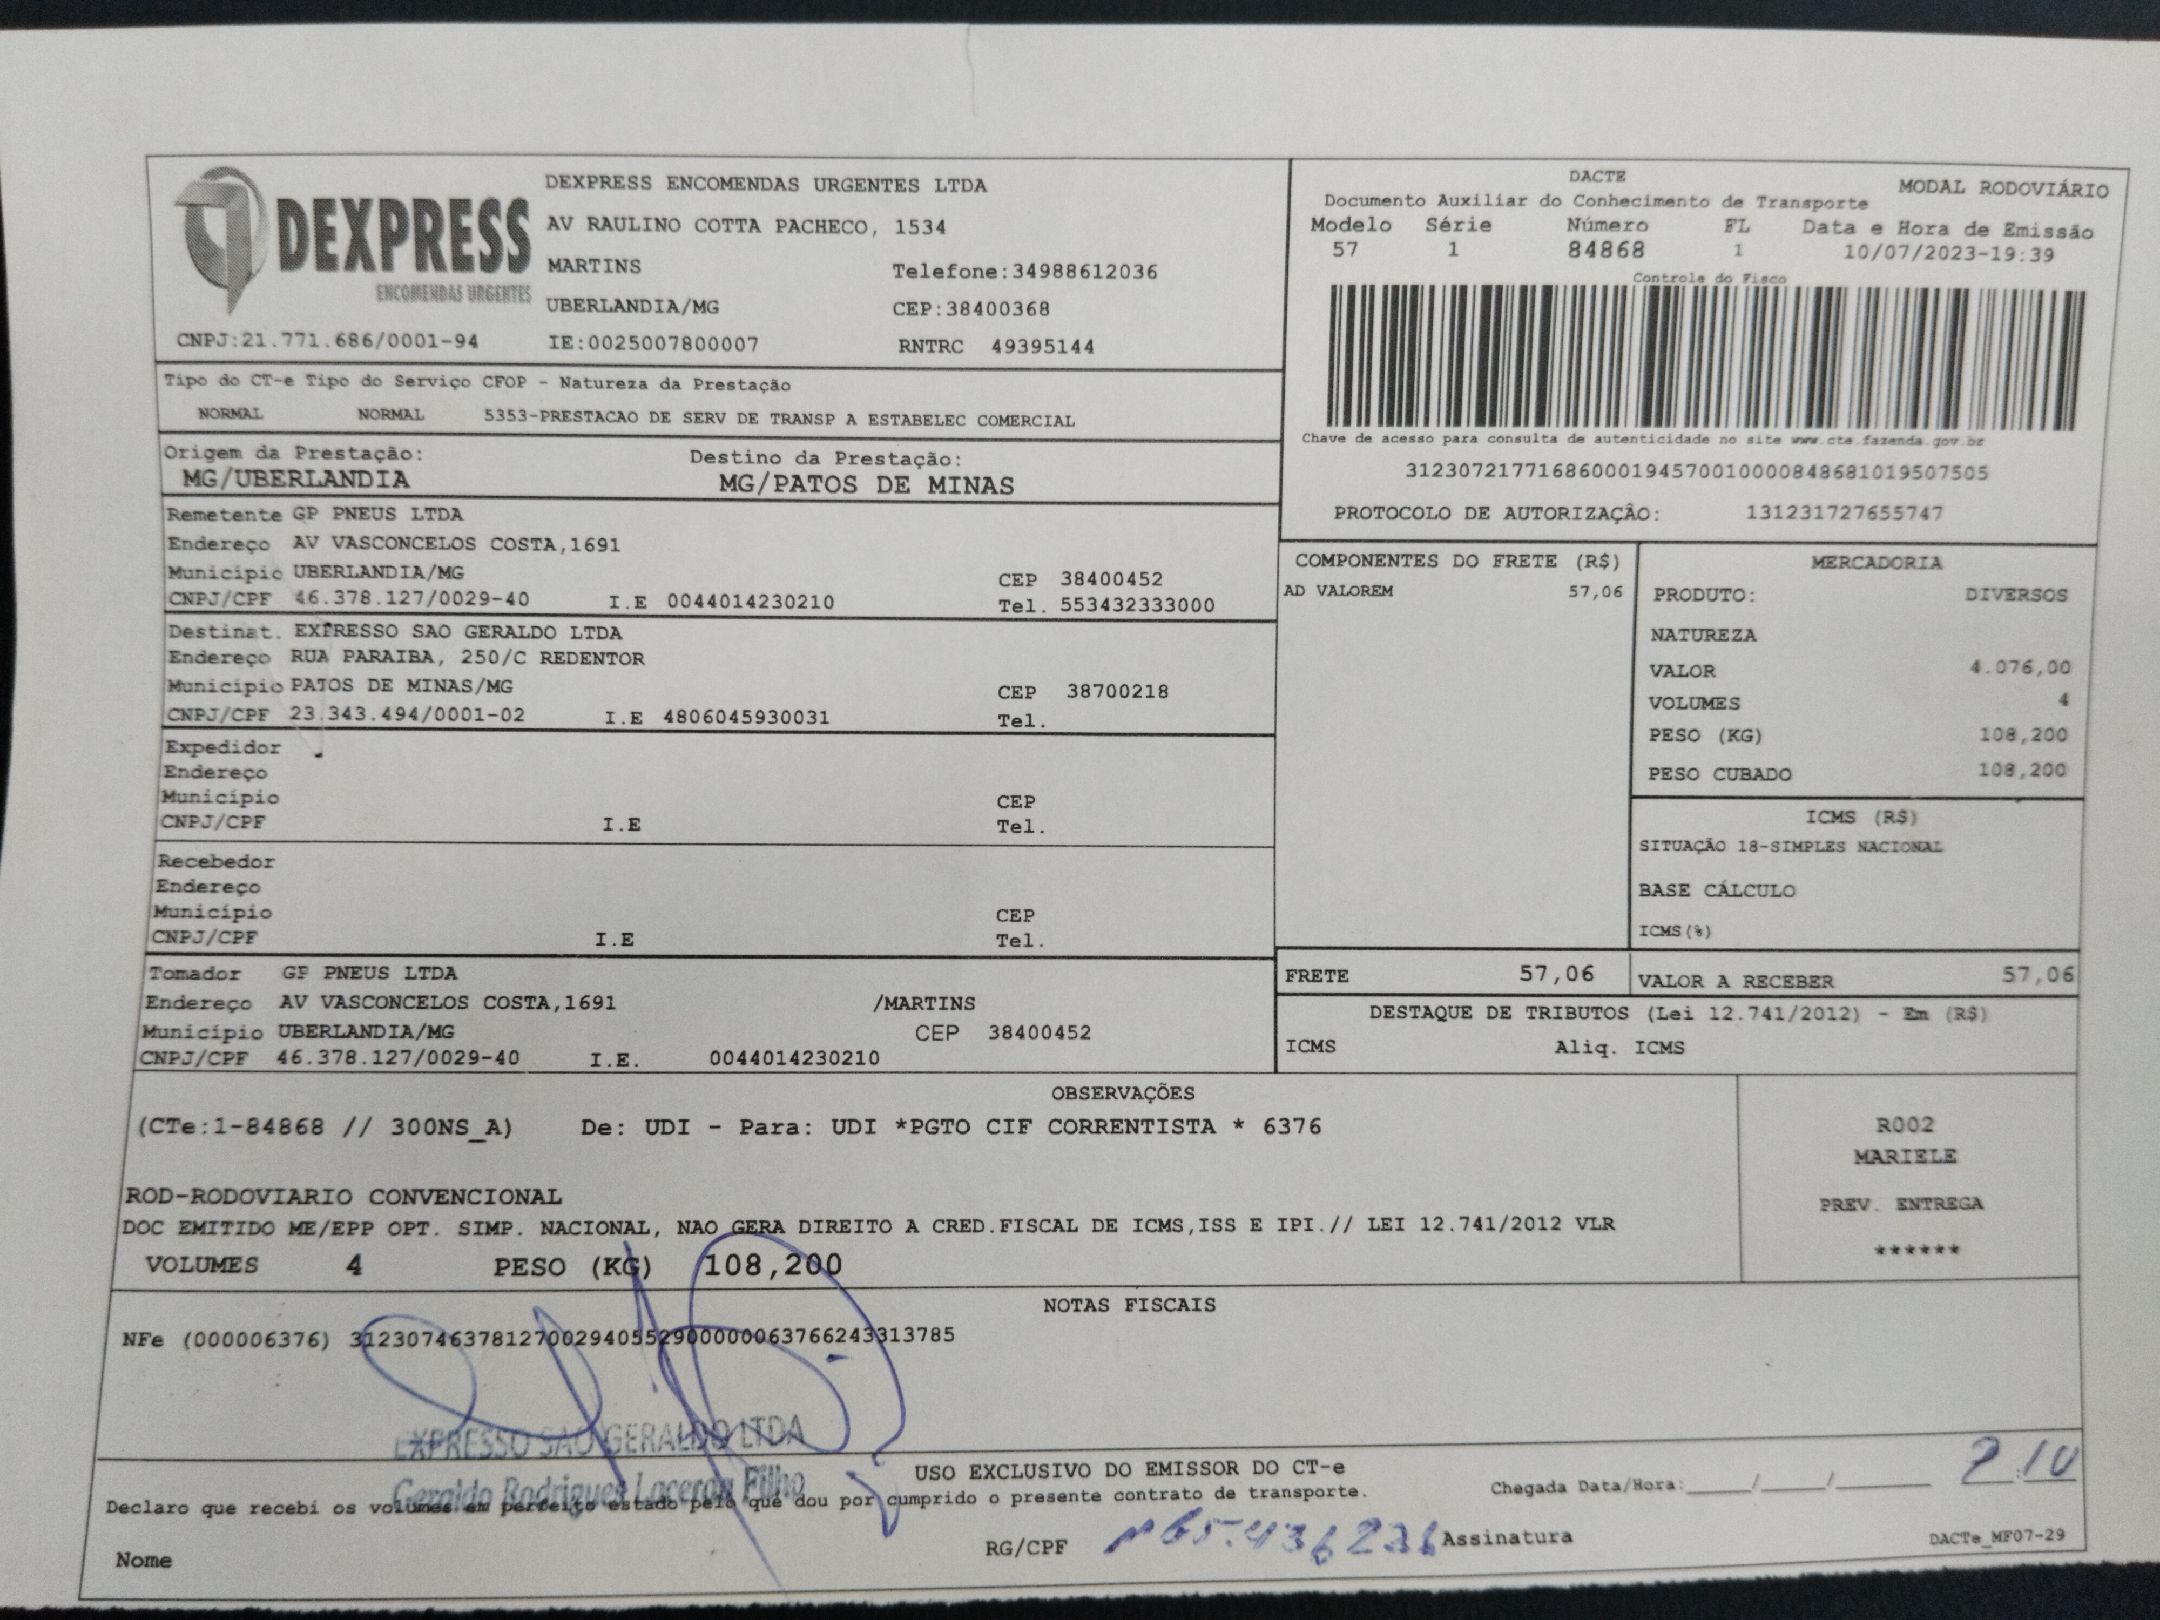 DEXPRESS
ENCOMENDAS URGENTES
DEXPRESS ENCOMENDAS URGENTES LTDA
AV RAULINO COTTA PACHECO, 1534
MARTINS Telefone:34988612036
UBERLANDIA/MG CEP:38400368
CNPJ:21.771.686/0001-94 IE:0025007800007 RNTRC 49395144
DACTE MODAL RODOVIÁRIO
Documento Auxiliar do Conhecimento de Transporte
Modelo Série Número FL Data e Hora de Emissão
57 1 84868 1 10/07/2023-19:39
Controle do Fisco
Chave de acesso para consulta de autenticidade no site www.cte.fazenda.gov.br
31230721771686000194570010000848681019507505
PROTOCOLO DE AUTORIZAÇÂO: 131231727655747
Tipo do CT-e Tipo do Serviço CFOP - Natureza da Prestação
NORMAL NORMAL 5353-PRESTACAO DE SERV DE TRANSP A ESTABELEC COMERCIAL
Origem da Prestação: Destino da Prestação:
MG/UBERLANDIA MG/PATOS DE MINAS
Remetente GP PNEUS LTDA
Endereço AV VASCONCELOS COSTA,1691
Município UBERLANDIA/MG CEP 38400452
CNPJ/CPF 46.378.127/0029-40 I.E 0044014230210 Tel. 553432333000
Destinat. EXPRESSO SAO GERALDO LTDA
Endereço RUA PARAIBA, 250/C REDENTOR
Município PATOS DE MINAS/MG CEP 38700218
CNPJ/CPF 23.343.494/0001-02 I.E 4806045930031 Tel.
Expedidor
Endereço
Município CEP
CNPJ/CPF I.E Tel.
Recebedor
Endereço
Município CEP
CNPJ/CPF I.E Tel.
Tomador GP PNEUS LTDA
Endereço AV VASCONCELOS COSTA,1691 /MARTINS
Município UBERLANDIA/MG CEP 38400452
CNPJ/CPF 46.378.127/0029-40 I.E. 0044014230210
COMPONENTES DO FRETE (R$)
AD VALOREM 57,06
MERCADORIA
PRODUTO: DIVERSOS
NATUREZA
VALOR 4.076,00
VOLUMES 4
PESO (KG) 108,200
PESO CUBADO 108,200
ICMS (R$)
SITUAÇÃO 18-SIMPLES NACIONAL
BASE CÁLCULO
ICMS(%)
FRETE 57,06 VALOR A RECEBER 57,06
DESTAQUE DE TRIBUTOS (Lei 12.741/2012) - Em (R$)
ICMS Aliq. ICMS
OBSERVAÇÕES
(CTe:1-84868 // 300NS_A) De: UDI - Para: UDI *PGTO CIF CORRENTISTA * 6376
ROD-RODOVIARIO CONVENCIONAL
DOC EMITIDO ME/EPP OPT. SIMP. NACIONAL, NAO GERA DIREITO A CRED.FISCAL DE ICMS,ISS E IPI.// LEI 12.741/2012 VLR
VOLUMES 4 PESO (KG) 108,200
R002
MARIELE
PREV. ENTREGA
******
NOTAS FISCAIS
NFe (000006376) 31230746378127002940552900000063766243313785
EXPRESSO SAO GERALDO LTDA
Geraldo Rodrigues Lacerda Filho
USO EXCLUSIVO DO EMISSOR DO CT-e
Chegada Data/Hora:_____/_____/_______ :10
Declaro que recebi os volumes em perfeito estado pelo que dou por cumprido o presente contrato de transporte.
Nome RG/CPF Assinatura
DACTe_MF07-29